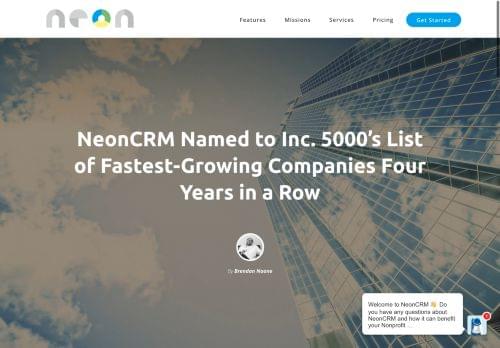 neon
Features Missions Services Pricing Get Started
NeonCRM Named to Inc. 5000's List
of Fastest-Growing Companies Four
Years in a Row
By Brendan Noone
Welcome to NeonCRM 👋 Do
you have any questions about
NeonCRM and how it can benefit
your Nonprofit ...